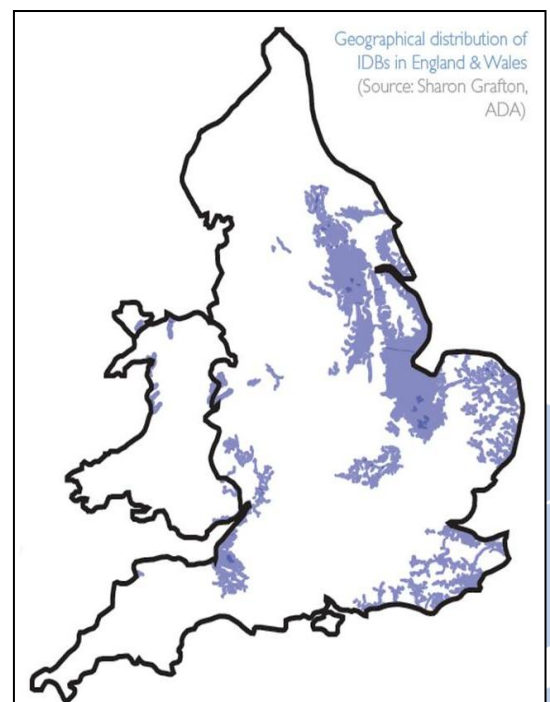 Geographical distribution of
IDBs in England & Wales
(Source: Sharon Grafton,
ADA)